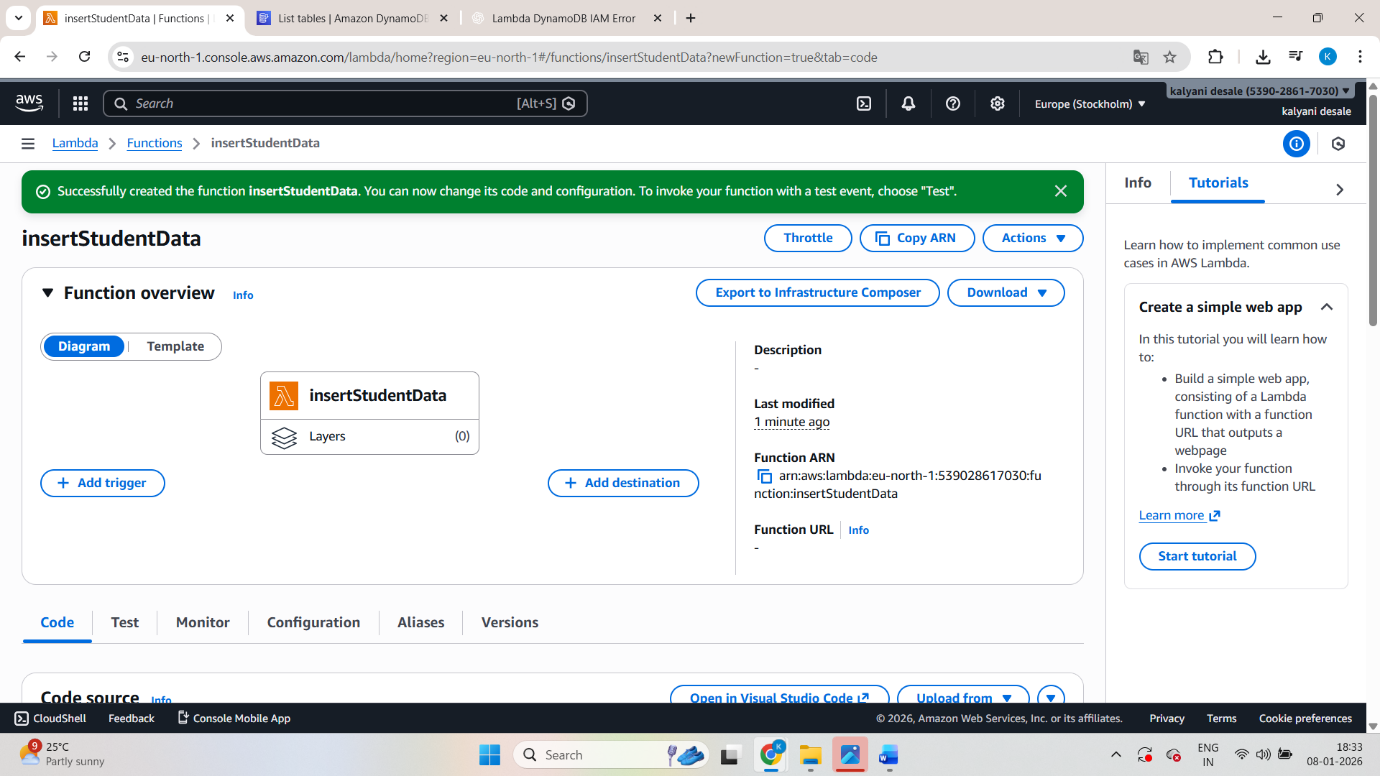 insertStudentData | Functions |
List tables | Amazon DynamoDB
Lambda DynamoDB IAM Error
eu-north-1.console.aws.amazon.com/lambda/home?region=eu-north-1#/functions/insertStudentData?newFunction=true&tab=code
K
aws
Search
[Alt+S]
Europe (Stockholm)
kalyani desale (5390-2861-7030)
kalyani desale
Lambda
Functions
insertStudentData
Successfully created the function insertStudentData. You can now change its code and configuration. To invoke your function with a test event, choose "Test".
insertStudentData
Throttle
Copy ARN
Actions
Function overview
Info
Export to Infrastructure Composer
Download
Diagram
Template
insertStudentData
Layers
(0)
+ Add trigger
+ Add destination
Description
-
Last modified
1 minute ago
Function ARN
arn:aws:lambda:eu-north-1:539028617030:fu
nction:insertStudentData
Function URL
Info
-
Code
Test
Monitor
Configuration
Aliases
Versions
Code source
Info
Open in Visual Studio Code
Upload from
Info
Tutorials
Learn how to implement common use
cases in AWS Lambda.
Create a simple web app
In this tutorial you will learn how
to:
• Build a simple web app,
consisting of a Lambda
function with a function
URL that outputs a
webpage
• Invoke your function
through its function URL
Learn more
Start tutorial
CloudShell
Feedback
Console Mobile App
© 2026, Amazon Web Services, Inc. or its affiliates.
Privacy
Terms
Cookie preferences
9
25°C
Partly sunny
Search
K
W
ENG
IN
18:33
08-01-2026